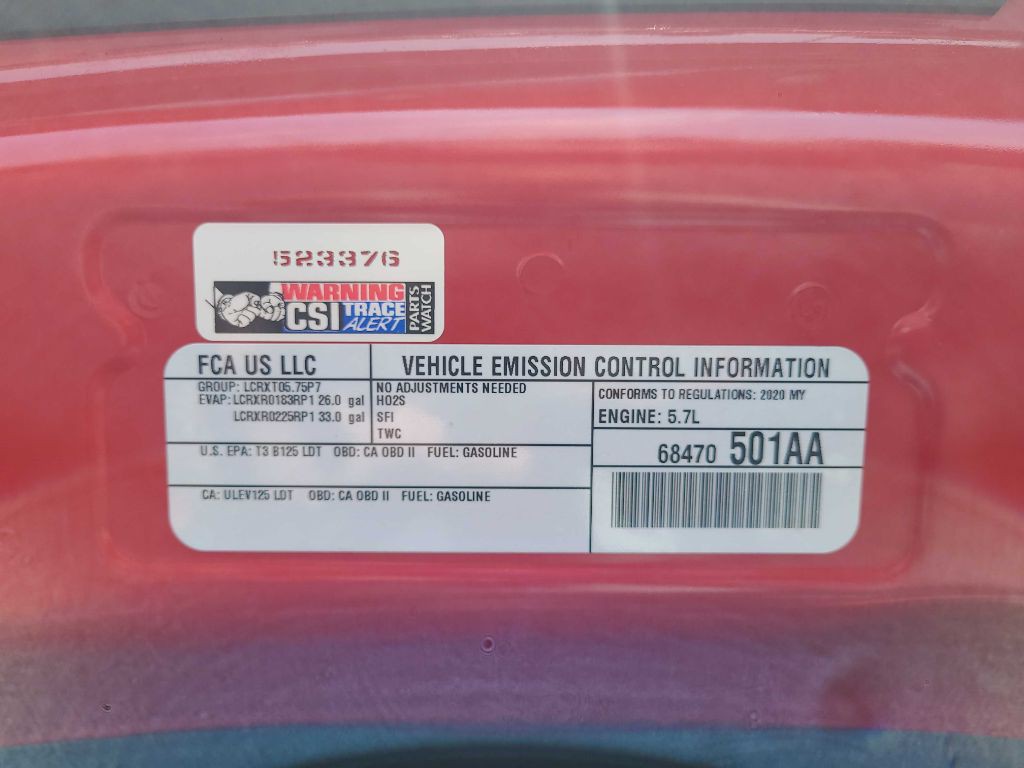 523376
WARNING
CSI TRACE
ALERT
PARTS
WATCH
FCA US LLC
VEHICLE EMISSION CONTROL INFORMATION
GROUP: LCRXT05.75P7
EVAP: LCRXR0183RP1 26.0 gal
LCRXR0225RP1 33.0 gal
NO ADJUSTMENTS NEEDED
HO2S
SFI
TWC
CONFORMS TO REGULATIONS: 2020 MY
ENGINE: 5.7L
68470 501AA
U.S. EPA: T3 B125 LDT OBD: CA OBD II FUEL: GASOLINE
CA: ULEV125 LDT OBD: CA OBD II FUEL: GASOLINE